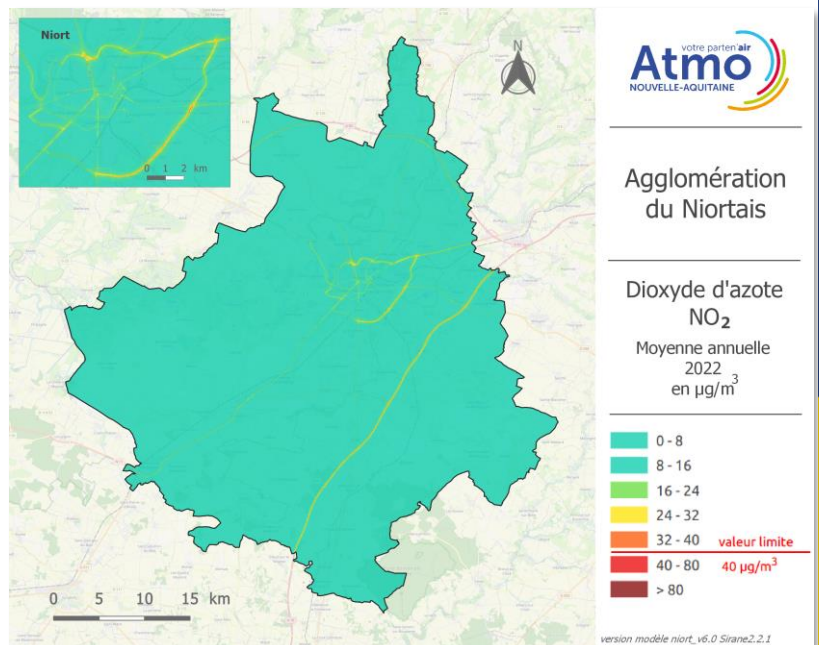 Niort
0 1 2 km
N
votre parten'air
Atmo
NOUVELLE-AQUITAINE
Agglomération
du Niortais
Dioxyde d'azote
NO2
Moyenne annuelle
2022
en µg/m3
0 - 8
8 - 16
16 - 24
24 - 32
32 - 40 valeur limite
40 - 80 40 µg/m3
> 80
0 5 10 15 km
version modèle niort_v6.0 Sirane2.2.1